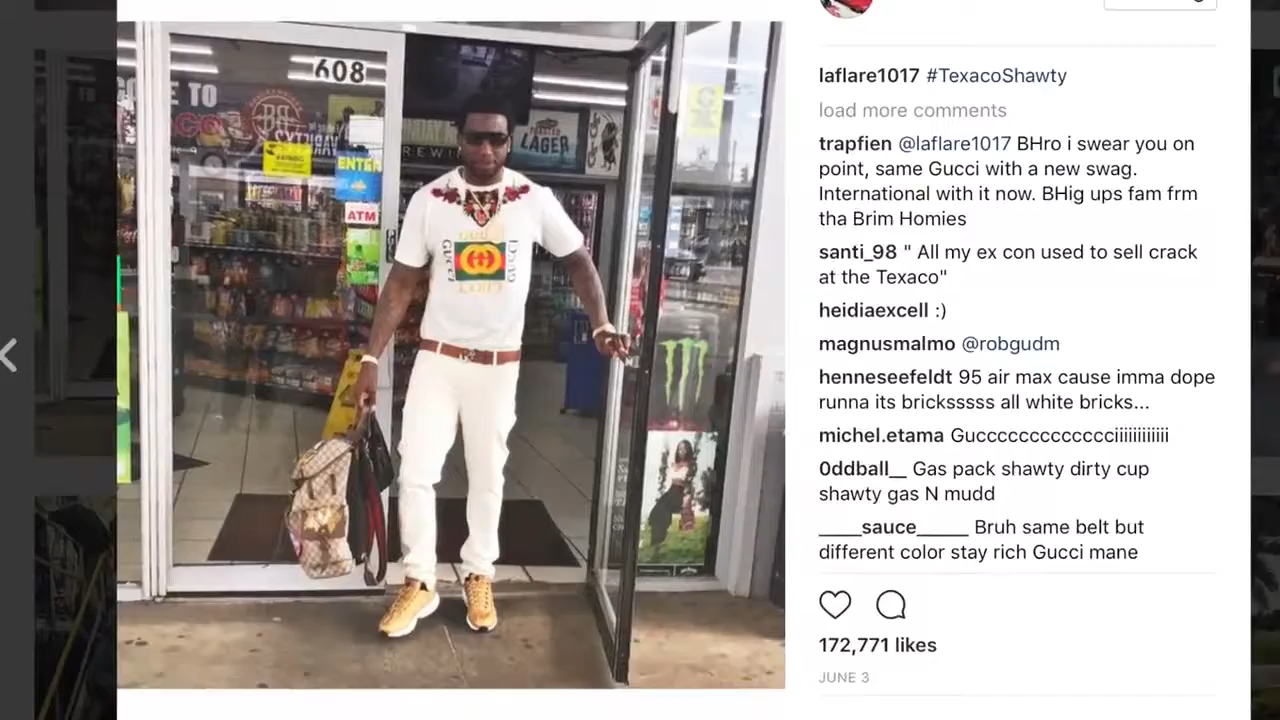 608
E TO
ENTER
ATM
LAGER
GUCCI
laflare1017 #TexacoShawty
load more comments
trapfien @laflare1017 BHro i swear you on
point, same Gucci with a new swag.
International with it now. BHig ups fam frm
tha Brim Homies
santi_98 " All my ex con used to sell crack
at the Texaco"
heidiaexcell :)
magnusmalmo @robgudm
henneseefeldt 95 air max cause imma dope
runna its bricksssss all white bricks...
michel.etama Gucccccccccccccciiiiiiiiiiii
0ddball__ Gas pack shawty dirty cup
shawty gas N mudd
_____sauce______ Bruh same belt but
different color stay rich Gucci mane
172,771 likes
JUNE 3